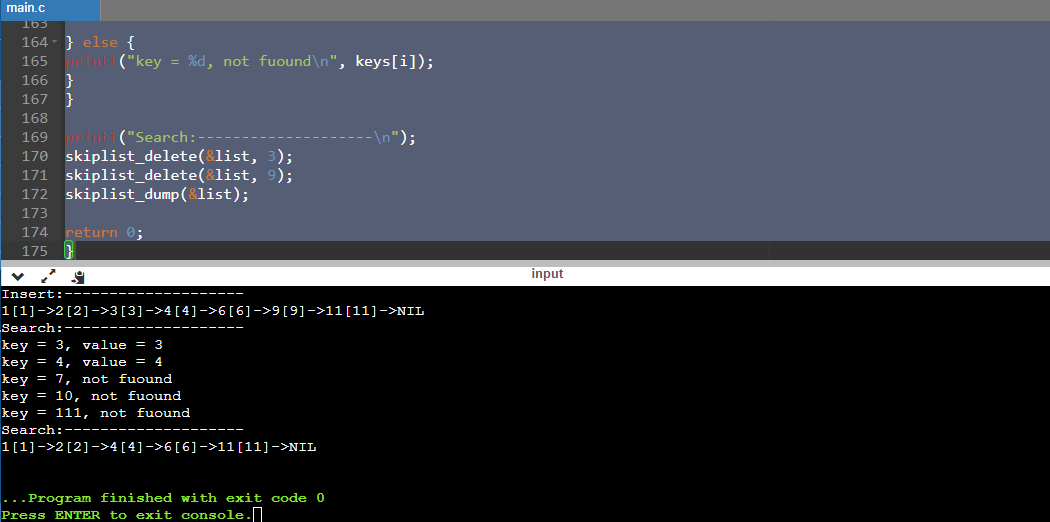 main.c
163
164 } else {
165 printf("key = %d, not fuound\n", keys[i]);
166 }
167 }
168
169 printf("Search:--------------------\n");
170 skiplist_delete(&list, 3);
171 skiplist_delete(&list, 9);
172 skiplist_dump(&list);
173
174 return 0;
175 }
input
Insert:--------------------
1[1]->2[2]->3[3]->4[4]->6[6]->9[9]->11[11]->NIL
Search:--------------------
key = 3, value = 3
key = 4, value = 4
key = 7, not fuound
key = 10, not fuound
key = 111, not fuound
Search:--------------------
1[1]->2[2]->4[4]->6[6]->11[11]->NIL
...Program finished with exit code 0
Press ENTER to exit console.